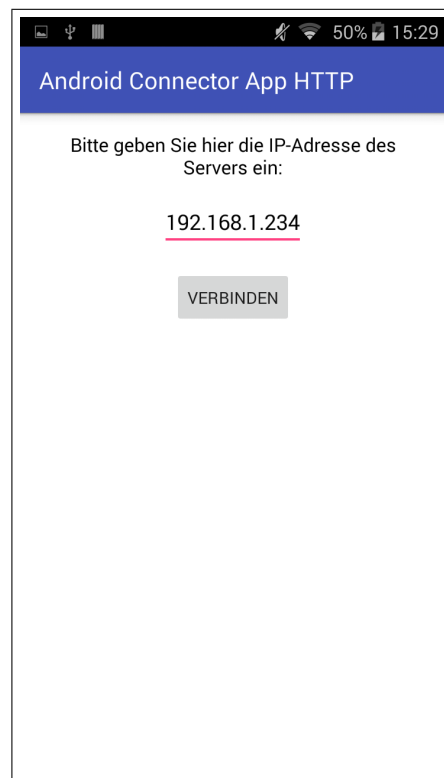 50% 15:29
Android Connector App HTTP
Bitte geben Sie hier die IP-Adresse des
Servers ein:
192.168.1.234
VERBINDEN